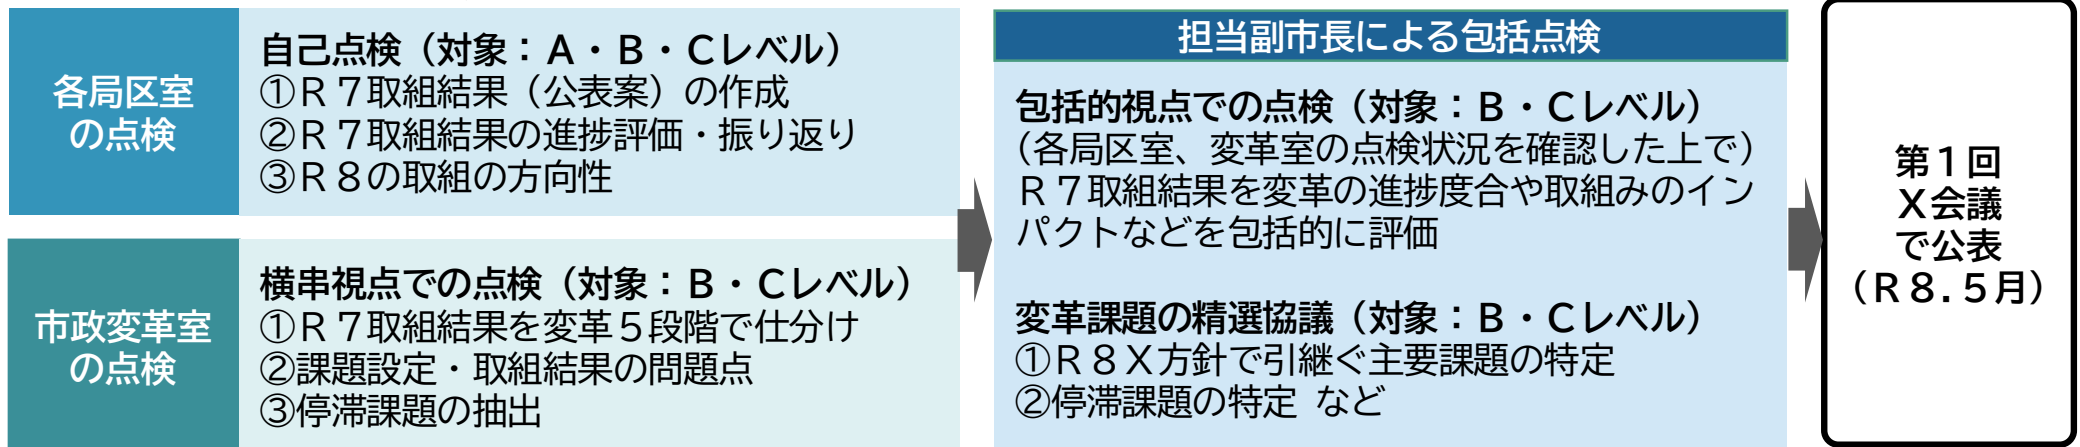 各局区室
の点検
自己点検（対象：Ａ・Ｂ・Ｃレベル）
①Ｒ７取組結果（公表案）の作成
②Ｒ７取組結果の進捗評価・振り返り
③Ｒ８の取組の方向性
市政変革室
の点検
横串視点での点検（対象：Ｂ・Ｃレベル）
①Ｒ７取組結果を変革５段階で仕分け
②課題設定・取組結果の問題点
③停滞課題の抽出
担当副市長による包括点検
包括的視点での点検（対象：Ｂ・Ｃレベル）
（各局区室、変革室の点検状況を確認した上で）
Ｒ７取組結果を変革の進捗度合や取組みのイン
パクトなどを包括的に評価
変革課題の精選協議（対象：Ｂ・Ｃレベル）
①Ｒ８Ｘ方針で引継ぐ主要課題の特定
②停滞課題の特定 など
第１回
Ｘ会議
で公表
（Ｒ８.５月）